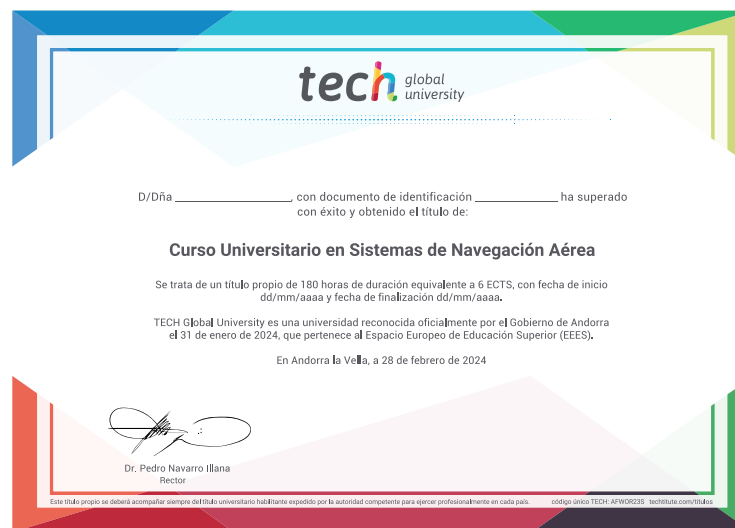 tech global
university
D/Dña ____________________, con documento de identificación ______________ ha superado
con éxito y obtenido el título de:
Curso Universitario en Sistemas de Navegación Aérea
Se trata de un título propio de 180 horas de duración equivalente a 6 ECTS, con fecha de inicio
dd/mm/aaaa y fecha de finalización dd/mm/aaaa.
TECH Global University es una universidad reconocida oficialmente por el Gobierno de Andorra
el 31 de enero de 2024, que pertenece al Espacio Europeo de Educación Superior (EEES).
En Andorra la Vella, a 28 de febrero de 2024
Dr. Pedro Navarro Illana
Rector
Este título propio se deberá acompañar siempre del título universitario habilitante expedido por la autoridad competente para ejercer profesionalmente en cada país. código único TECH: AFWOR23S techtitute.com/titulos